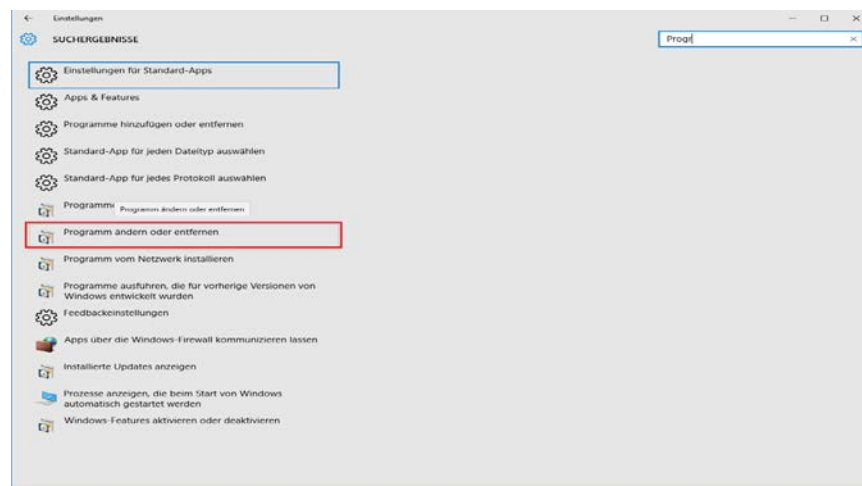 Einstellungen
SUCHERGEBNISSE
Progr
Einstellungen für Standard-Apps
Apps & Features
Programme hinzufügen oder entfernen
Standard-App für jeden Dateityp auswählen
Standard-App für jedes Protokoll auswählen
Programme
Programm ändern oder entfernen
Programm ändern oder entfernen
Programm vom Netzwerk installieren
Programme ausführen, die für vorherige Versionen von
Windows entwickelt wurden
Feedbackeinstellungen
Apps über die Windows-Firewall kommunizieren lassen
Installierte Updates anzeigen
Prozesse anzeigen, die beim Start von Windows
automatisch gestartet werden
Windows-Features aktivieren oder deaktivieren